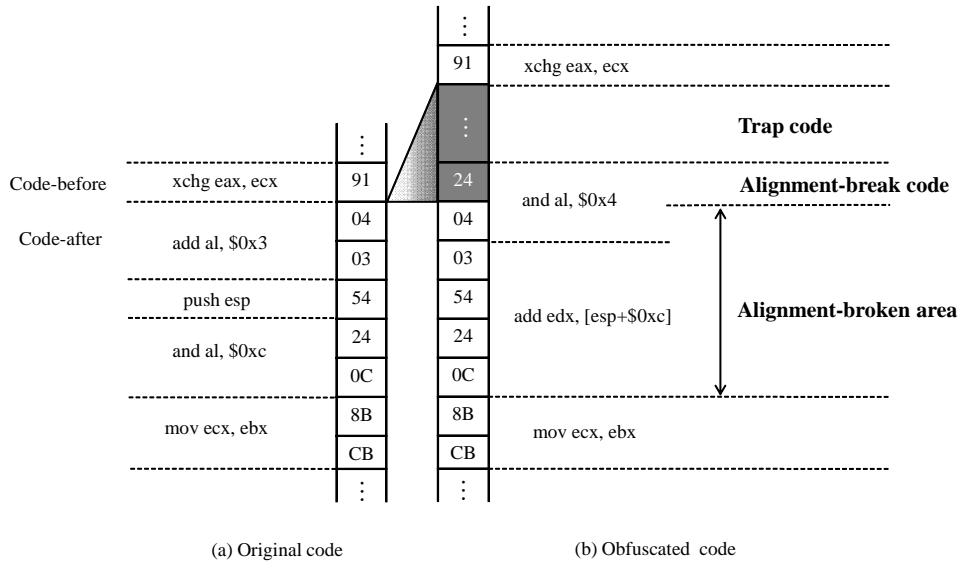 ⋮
91
xchg eax, ecx
⋮
Trap code
⋮
Code-before
xchg eax, ecx
91
24
and al, $0x4
Alignment-break code
Code-after
add al, $0x3
04
03
04
03
push esp
54
54
add edx, [esp+$0xc]
Alignment-broken area
and al, $0xc
24
0C
24
0C
mov ecx, ebx
8B
CB
8B
CB
mov ecx, ebx
⋮
⋮
(a) Original code
(b) Obfuscated code